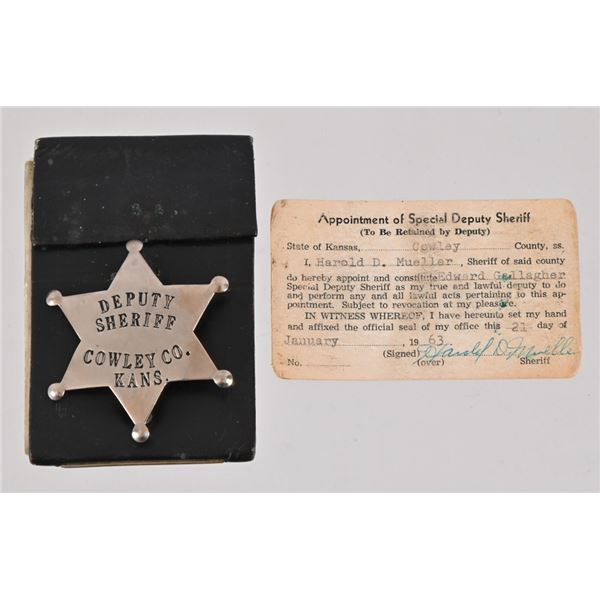 DEPUTY
SHERIFF
COWLEY CO.
KANS.
Appointment of Special Deputy Sheriff
(To Be Retained by Deputy)
State of Kansas, Cowley County, ss.
I, Harold D. Mueller, Sheriff of said county
do hereby appoint and constitute Edward Gallagher
Special Deputy Sheriff as my true and lawful deputy to do
and perform any and all lawful acts pertaining to this ap-
pointment. Subject to revocation at my pleasure.
IN WITNESS WHEREOF, I have hereunto set my hand
and affixed the official seal of my office this 21 day of
January, 1963.
(Signed) Harold D. Mueller
No. (over) Sheriff